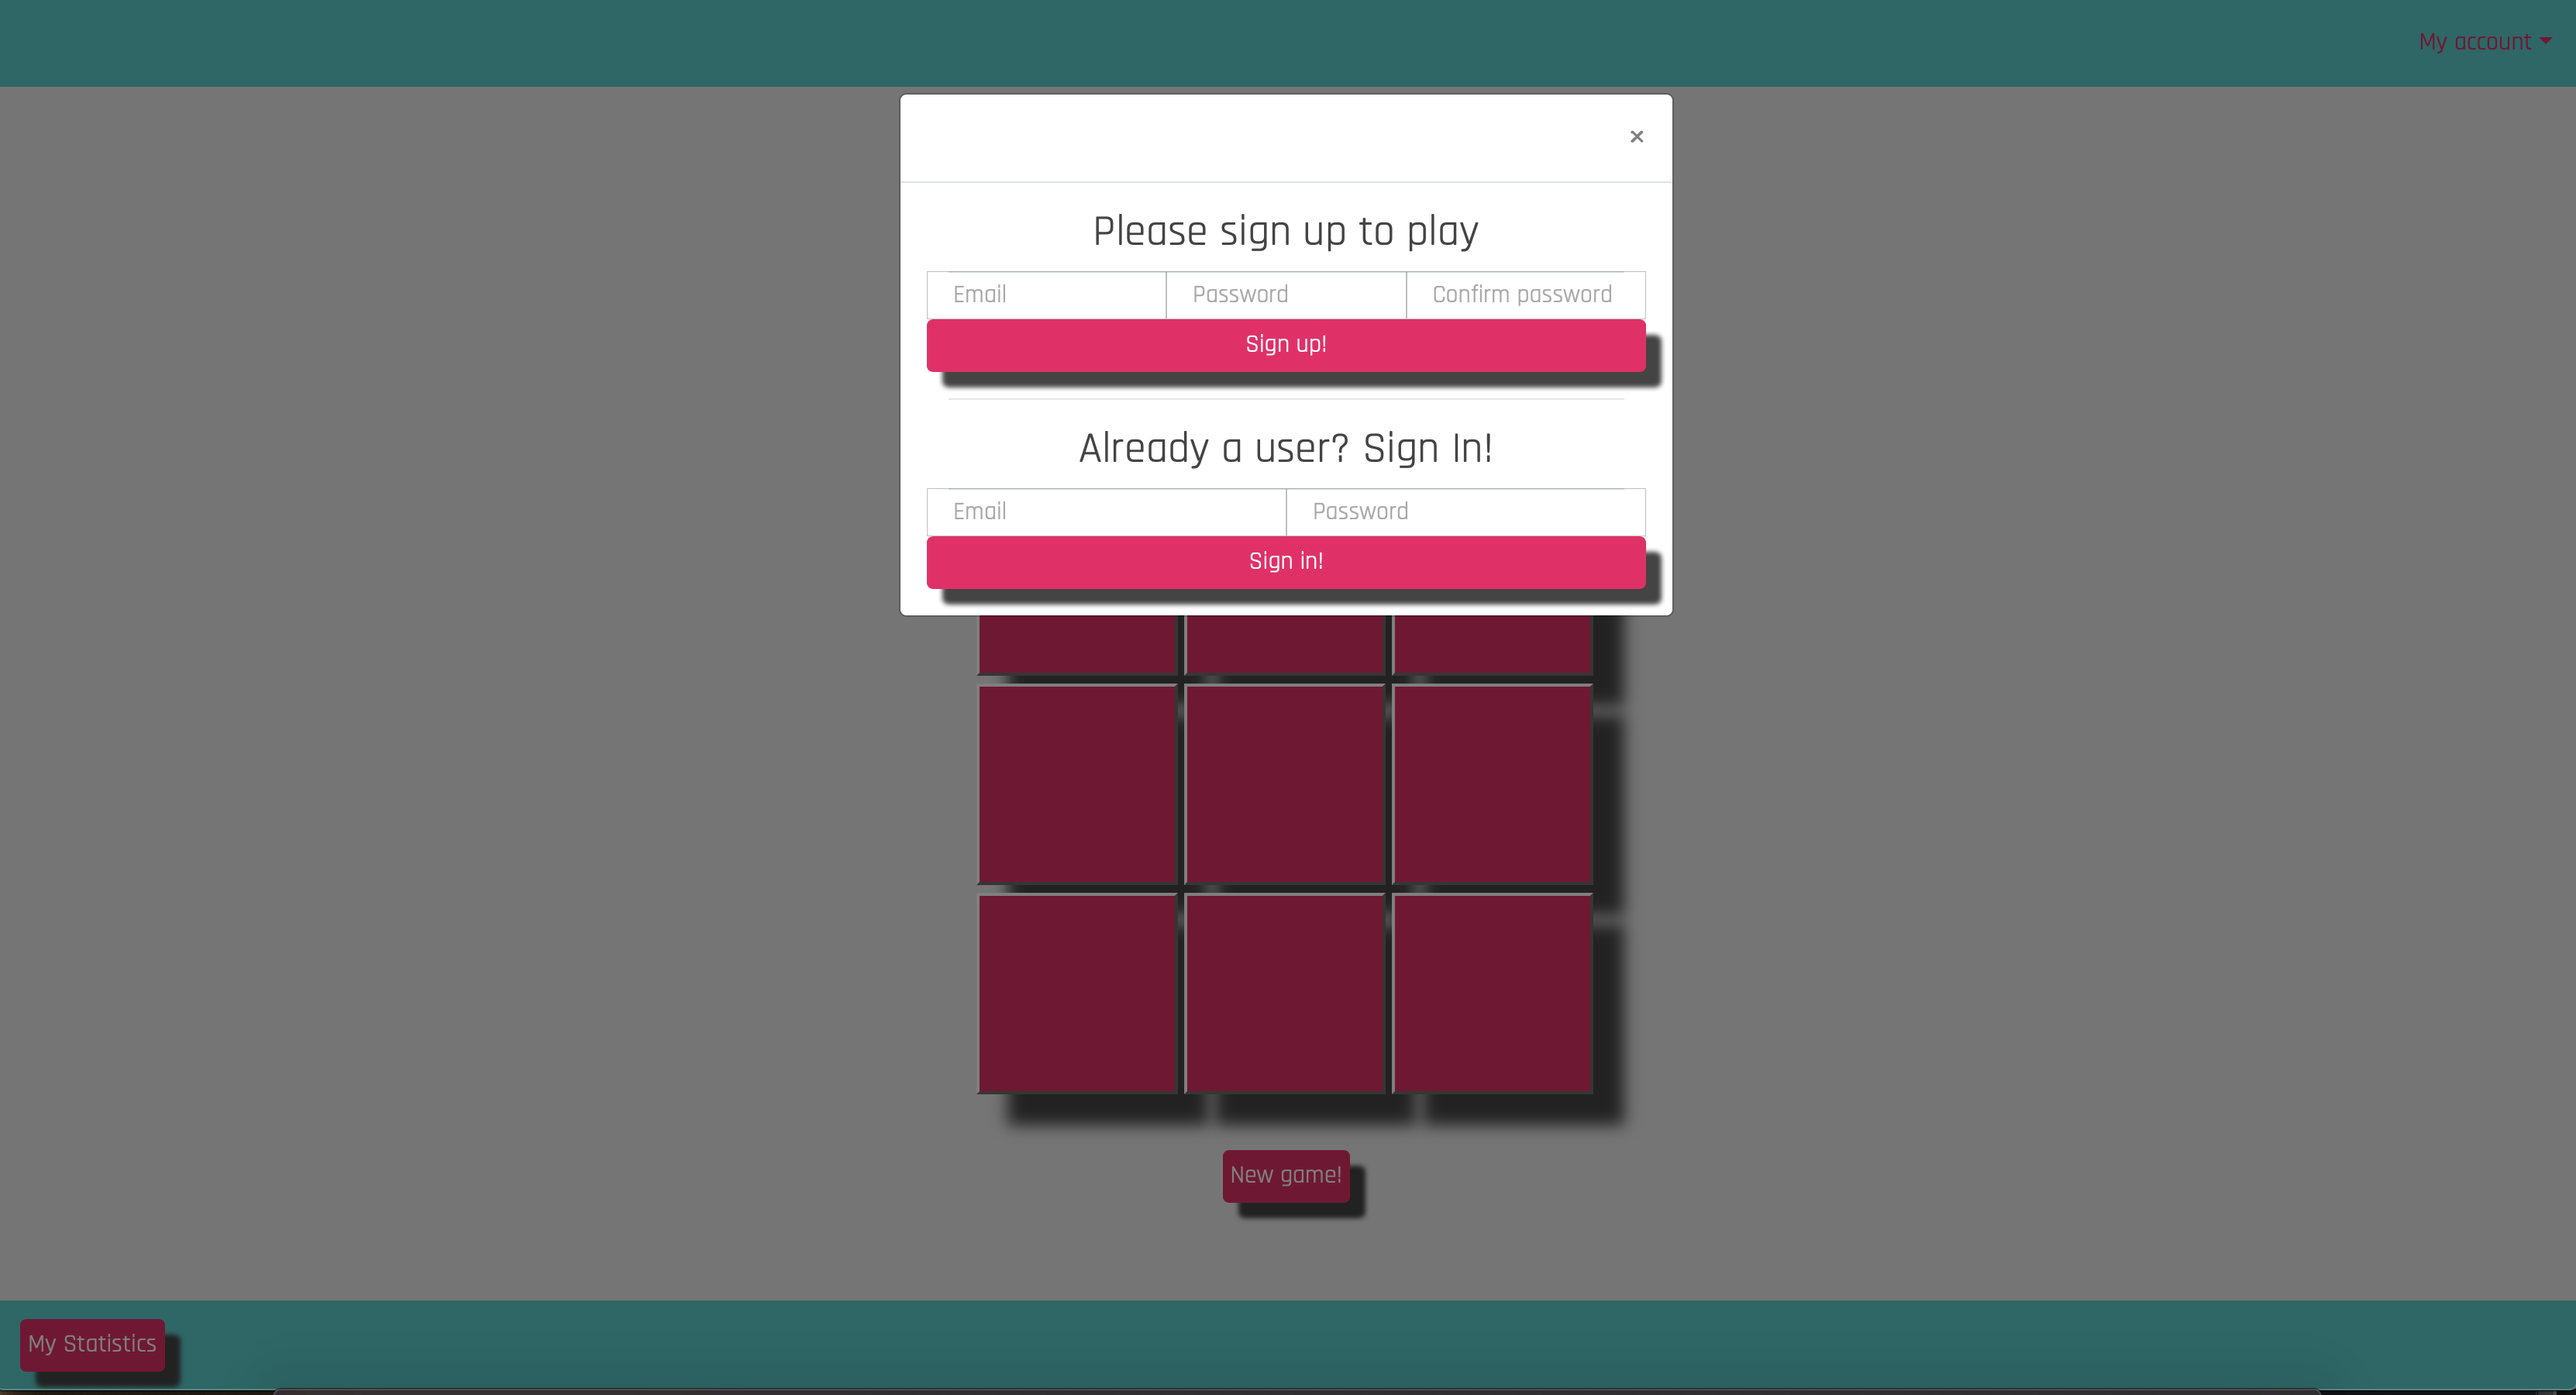 My account
×
Please sign up to play
Email Password Confirm password
Sign up!
Already a user? Sign In!
Email Password
Sign in!
New game!
My Statistics